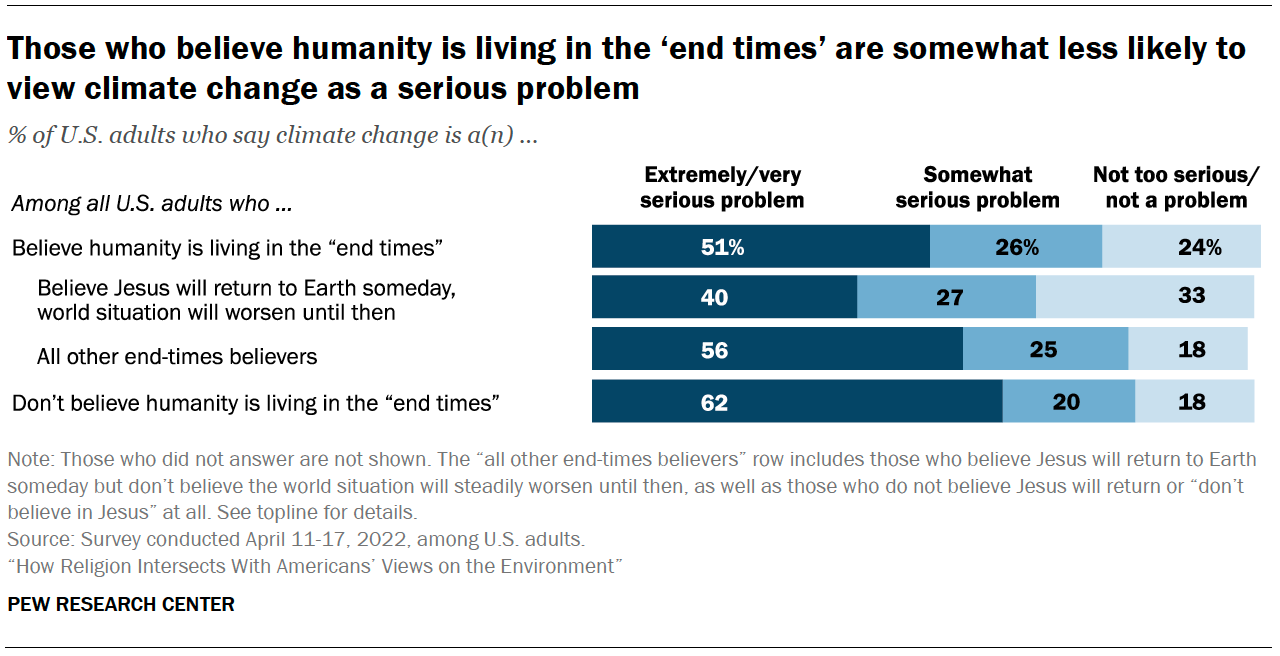 Those who believe humanity is living in the ‘end times’ are somewhat less likely to
view climate change as a serious problem
% of U.S. adults who say climate change is a(n) ...
Among all U.S. adults who ...
Extremely/very serious problem
Somewhat serious problem
Not too serious/ not a problem
Believe humanity is living in the “end times” 51% 26% 24%
Believe Jesus will return to Earth someday,
world situation will worsen until then 40 27 33
All other end-times believers 56 25 18
Don’t believe humanity is living in the “end times” 62 20 18
Note: Those who did not answer are not shown. The “all other end-times believers” row includes those who believe Jesus will return to Earth
someday but don’t believe the world situation will steadily worsen until then, as well as those who do not believe Jesus will return or “don’t
believe in Jesus” at all. See topline for details.
Source: Survey conducted April 11-17, 2022, among U.S. adults.
“How Religion Intersects With Americans’ Views on the Environment”
PEW RESEARCH CENTER